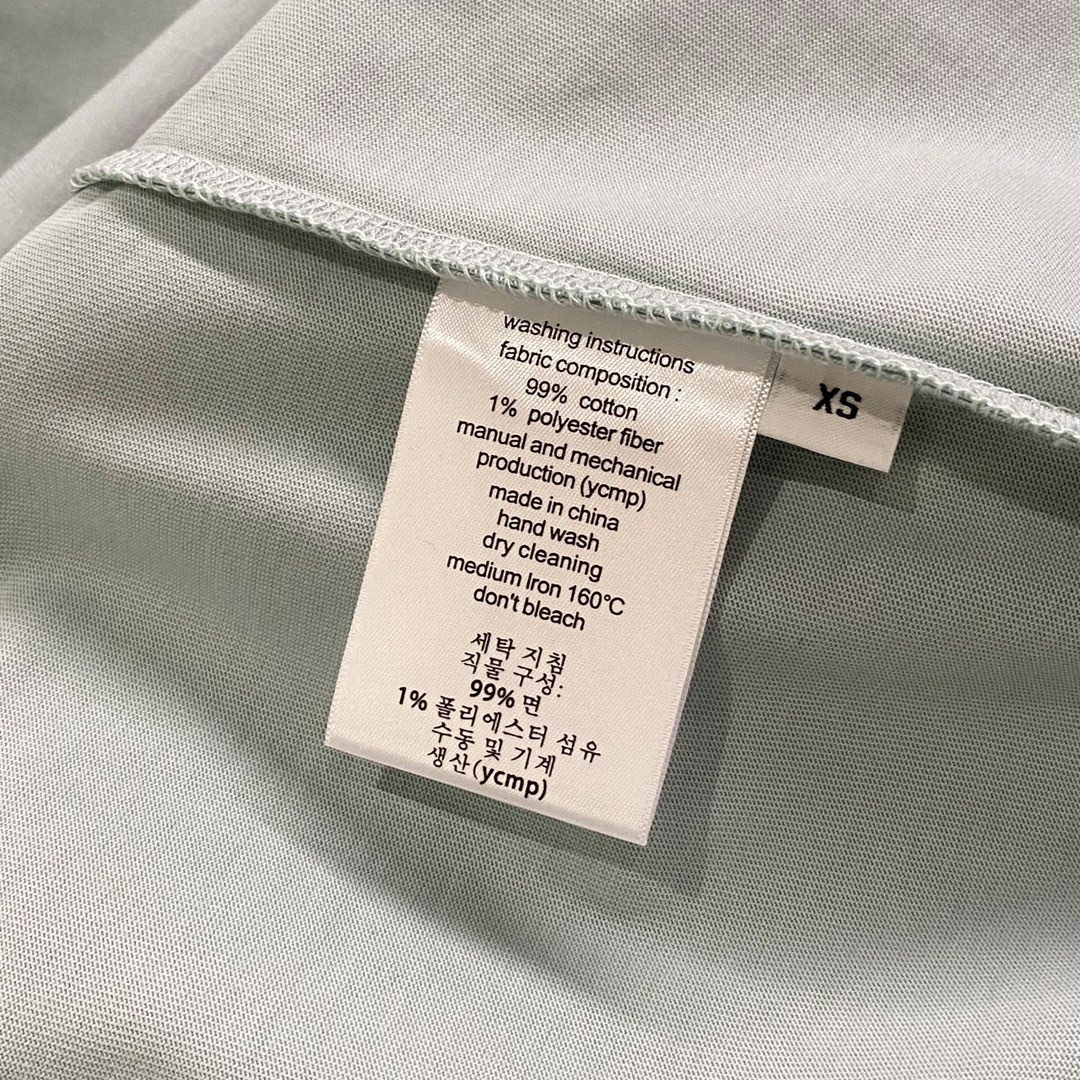 washing instructions
fabric composition :
99% cotton
1% polyester fiber
manual and mechanical
production (ycmp)
made in china
hand wash
dry cleaning
medium Iron 160°C
don't bleach
세탁 지침
직물 구성:
99% 면
1% 폴리에스터 섬유
수동 및 기계
생산(ycmp)
XS